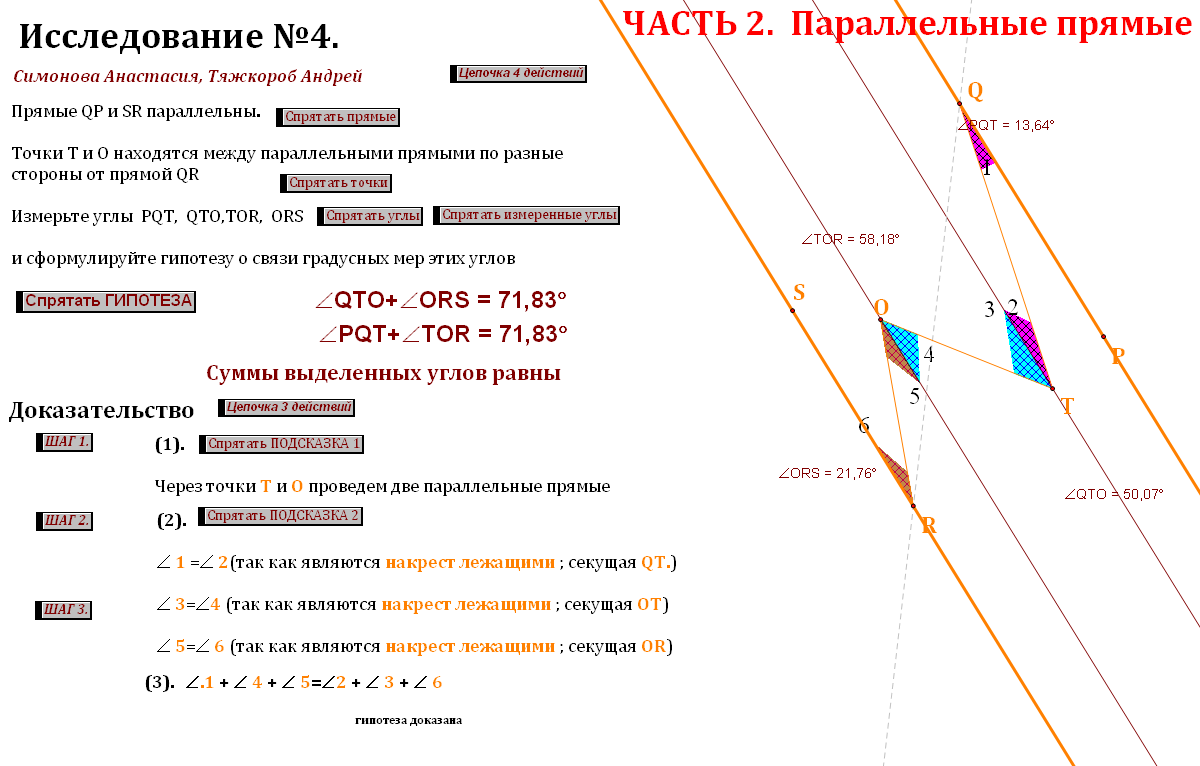 ЧАСТЬ 2. Параллельные прямые
Исследование №4.
Симонова Анастасия, Тяжкороб Андрей
Цепочка 4 действий
Прямые QP и SR параллельны.
Спрятать прямые
Точки T и O находятся между параллельными прямыми по разные
стороны от прямой QR
Спрятать точки
Измерьте углы PQT, QTO,TOR, ORS
Спрятать углы
Спрятать измеренные углы
и сформулируйте гипотезу о связи градусных мер этих углов
Спрятать ГИПОТЕЗА
∠QTO+∠ORS = 71,83°
∠PQT+∠TOR = 71,83°
Суммы выделенных углов равны
Доказательство
Цепочка 3 действий
ШАГ 1.
(1).
Спрятать ПОДСКАЗКА 1
Через точки T и O проведем две параллельные прямые
ШАГ 2.
(2).
Спрятать ПОДСКАЗКА 2
∠ 1 =∠ 2(так как являются накрест лежащими ; секущая QT.)
ШАГ 3.
∠ 3=∠4 (так как являются накрест лежащими ; секущая OT)
∠ 5=∠ 6 (так как являются накрест лежащими ; секущая OR)
(3). ∠.1 + ∠ 4 + ∠ 5=∠2 + ∠ 3 + ∠ 6
гипотеза доказана
Q
∠PQT = 13,64°
1
∠TOR = 58,18°
S
O
3
2
4
P
5
T
6
∠ORS = 21,76°
∠QTO = 50,07°
R